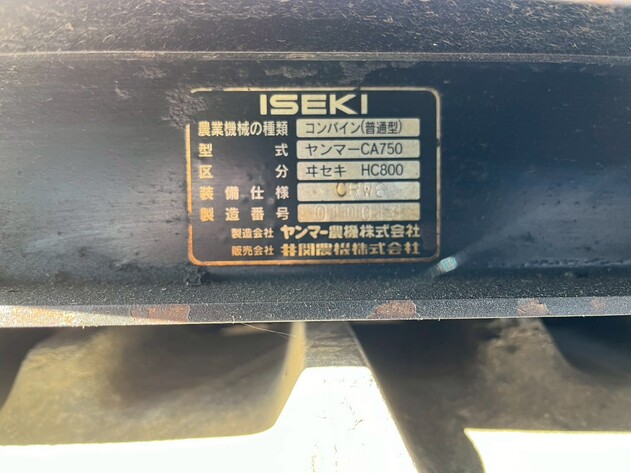 ISEKI
農業機械の種類 コンバイン(普通型)
型式 ヤンマーCA750
区分 ヰセキ HC800
装備仕様
製造番号
製造会社 ヤンマー農機株式会社
販売会社 井関農機株式会社